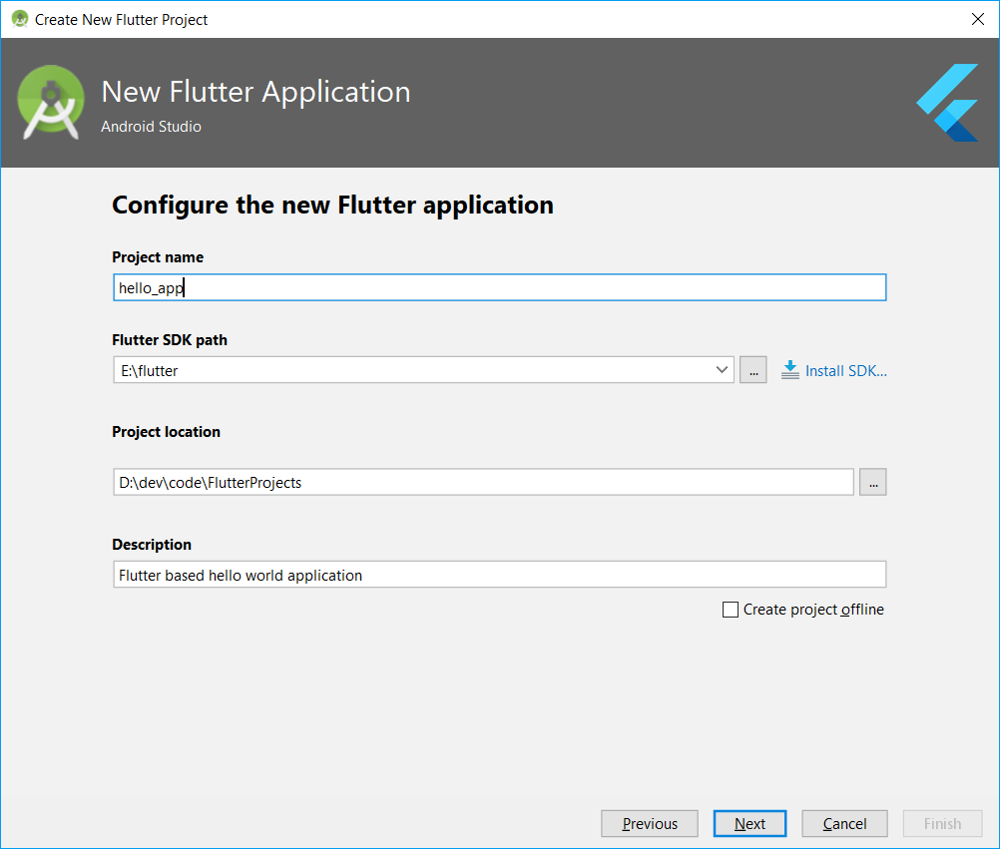 Create New Flutter Project
New Flutter Application
Android Studio
Configure the new Flutter application
Project name
hello_app
Flutter SDK path
E:\flutter
... Install SDK...
Project location
D:\dev\code\FlutterProjects
...
Description
Flutter based hello world application
Create project offline
Previous Next Cancel Finish